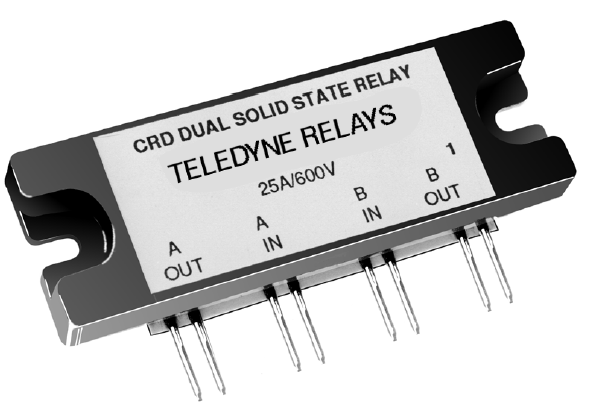 CRD DUAL SOLID STATE RELAY
TELEDYNE RELAYS
25A/600V
1
A A B B
OUT IN IN OUT